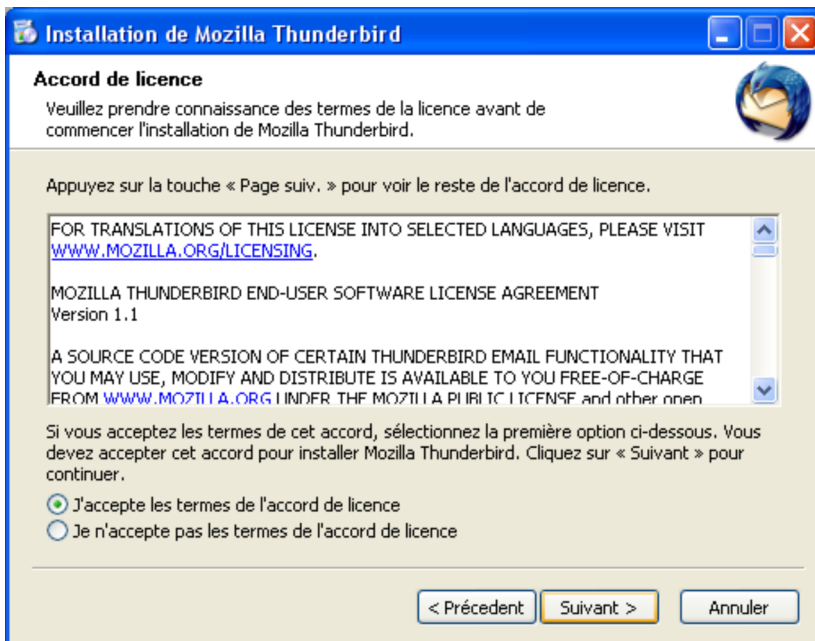 Installation de Mozilla Thunderbird
Accord de licence
Veuillez prendre connaissance des termes de la licence avant de
commencer l'installation de Mozilla Thunderbird.
Appuyez sur la touche « Page suiv. » pour voir le reste de l'accord de licence.
FOR TRANSLATIONS OF THIS LICENSE INTO SELECTED LANGUAGES, PLEASE VISIT
WWW.MOZILLA.ORG/LICENSING.
MOZILLA THUNDERBIRD END-USER SOFTWARE LICENSE AGREEMENT
Version 1.1
A SOURCE CODE VERSION OF CERTAIN THUNDERBIRD EMAIL FUNCTIONALITY THAT
YOU MAY USE, MODIFY AND DISTRIBUTE IS AVAILABLE TO YOU FREE-OF-CHARGE
FROM WWW.MOZILLA.ORG UNDER THE MOZILLA PUBLIC LICENSE and other open
Si vous acceptez les termes de cet accord, sélectionnez la première option ci-dessous. Vous
devez accepter cet accord pour installer Mozilla Thunderbird. Cliquez sur « Suivant » pour
continuer.
J'accepte les termes de l'accord de licence
Je n'accepte pas les termes de l'accord de licence
< Précedent Suivant > Annuler